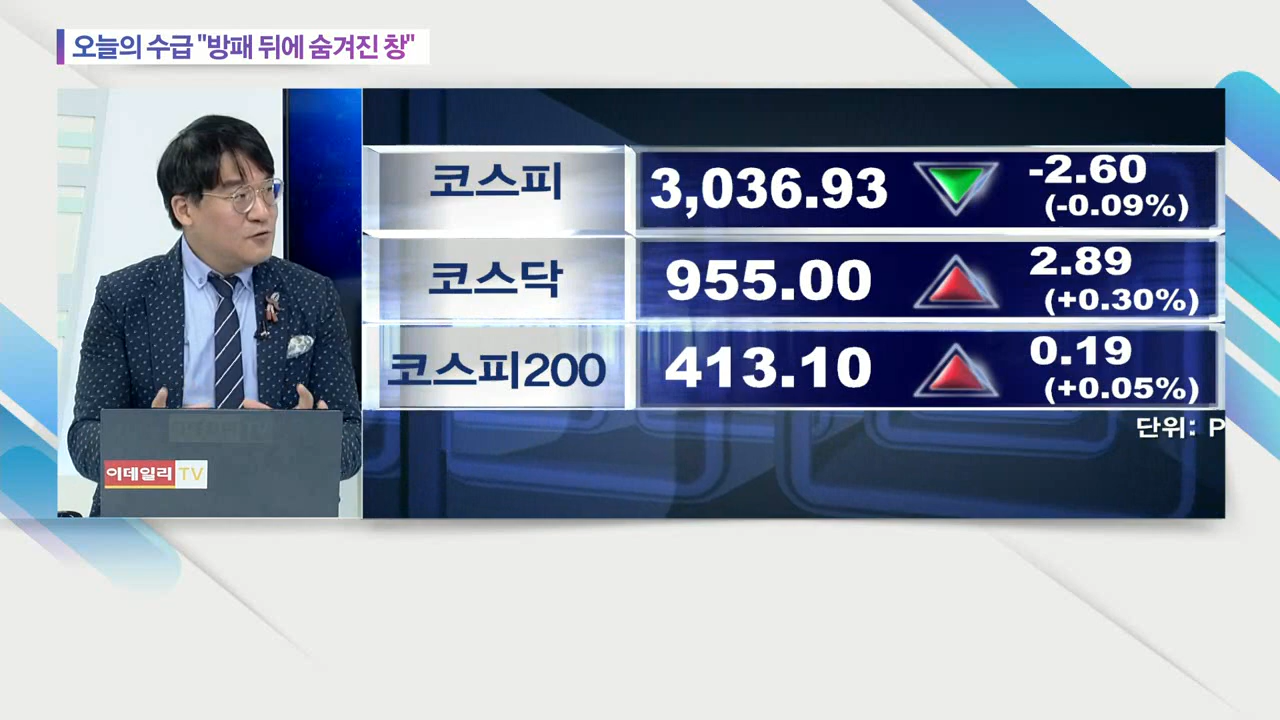 오늘의 수급 "방패 뒤에 숨겨진 창"
코스피 3,036.93 -2.60 (-0.09%)
코스닥 955.00 2.89 (+0.30%)
코스피200 413.10 0.19 (+0.05%)
단위: P
이데일리 TV